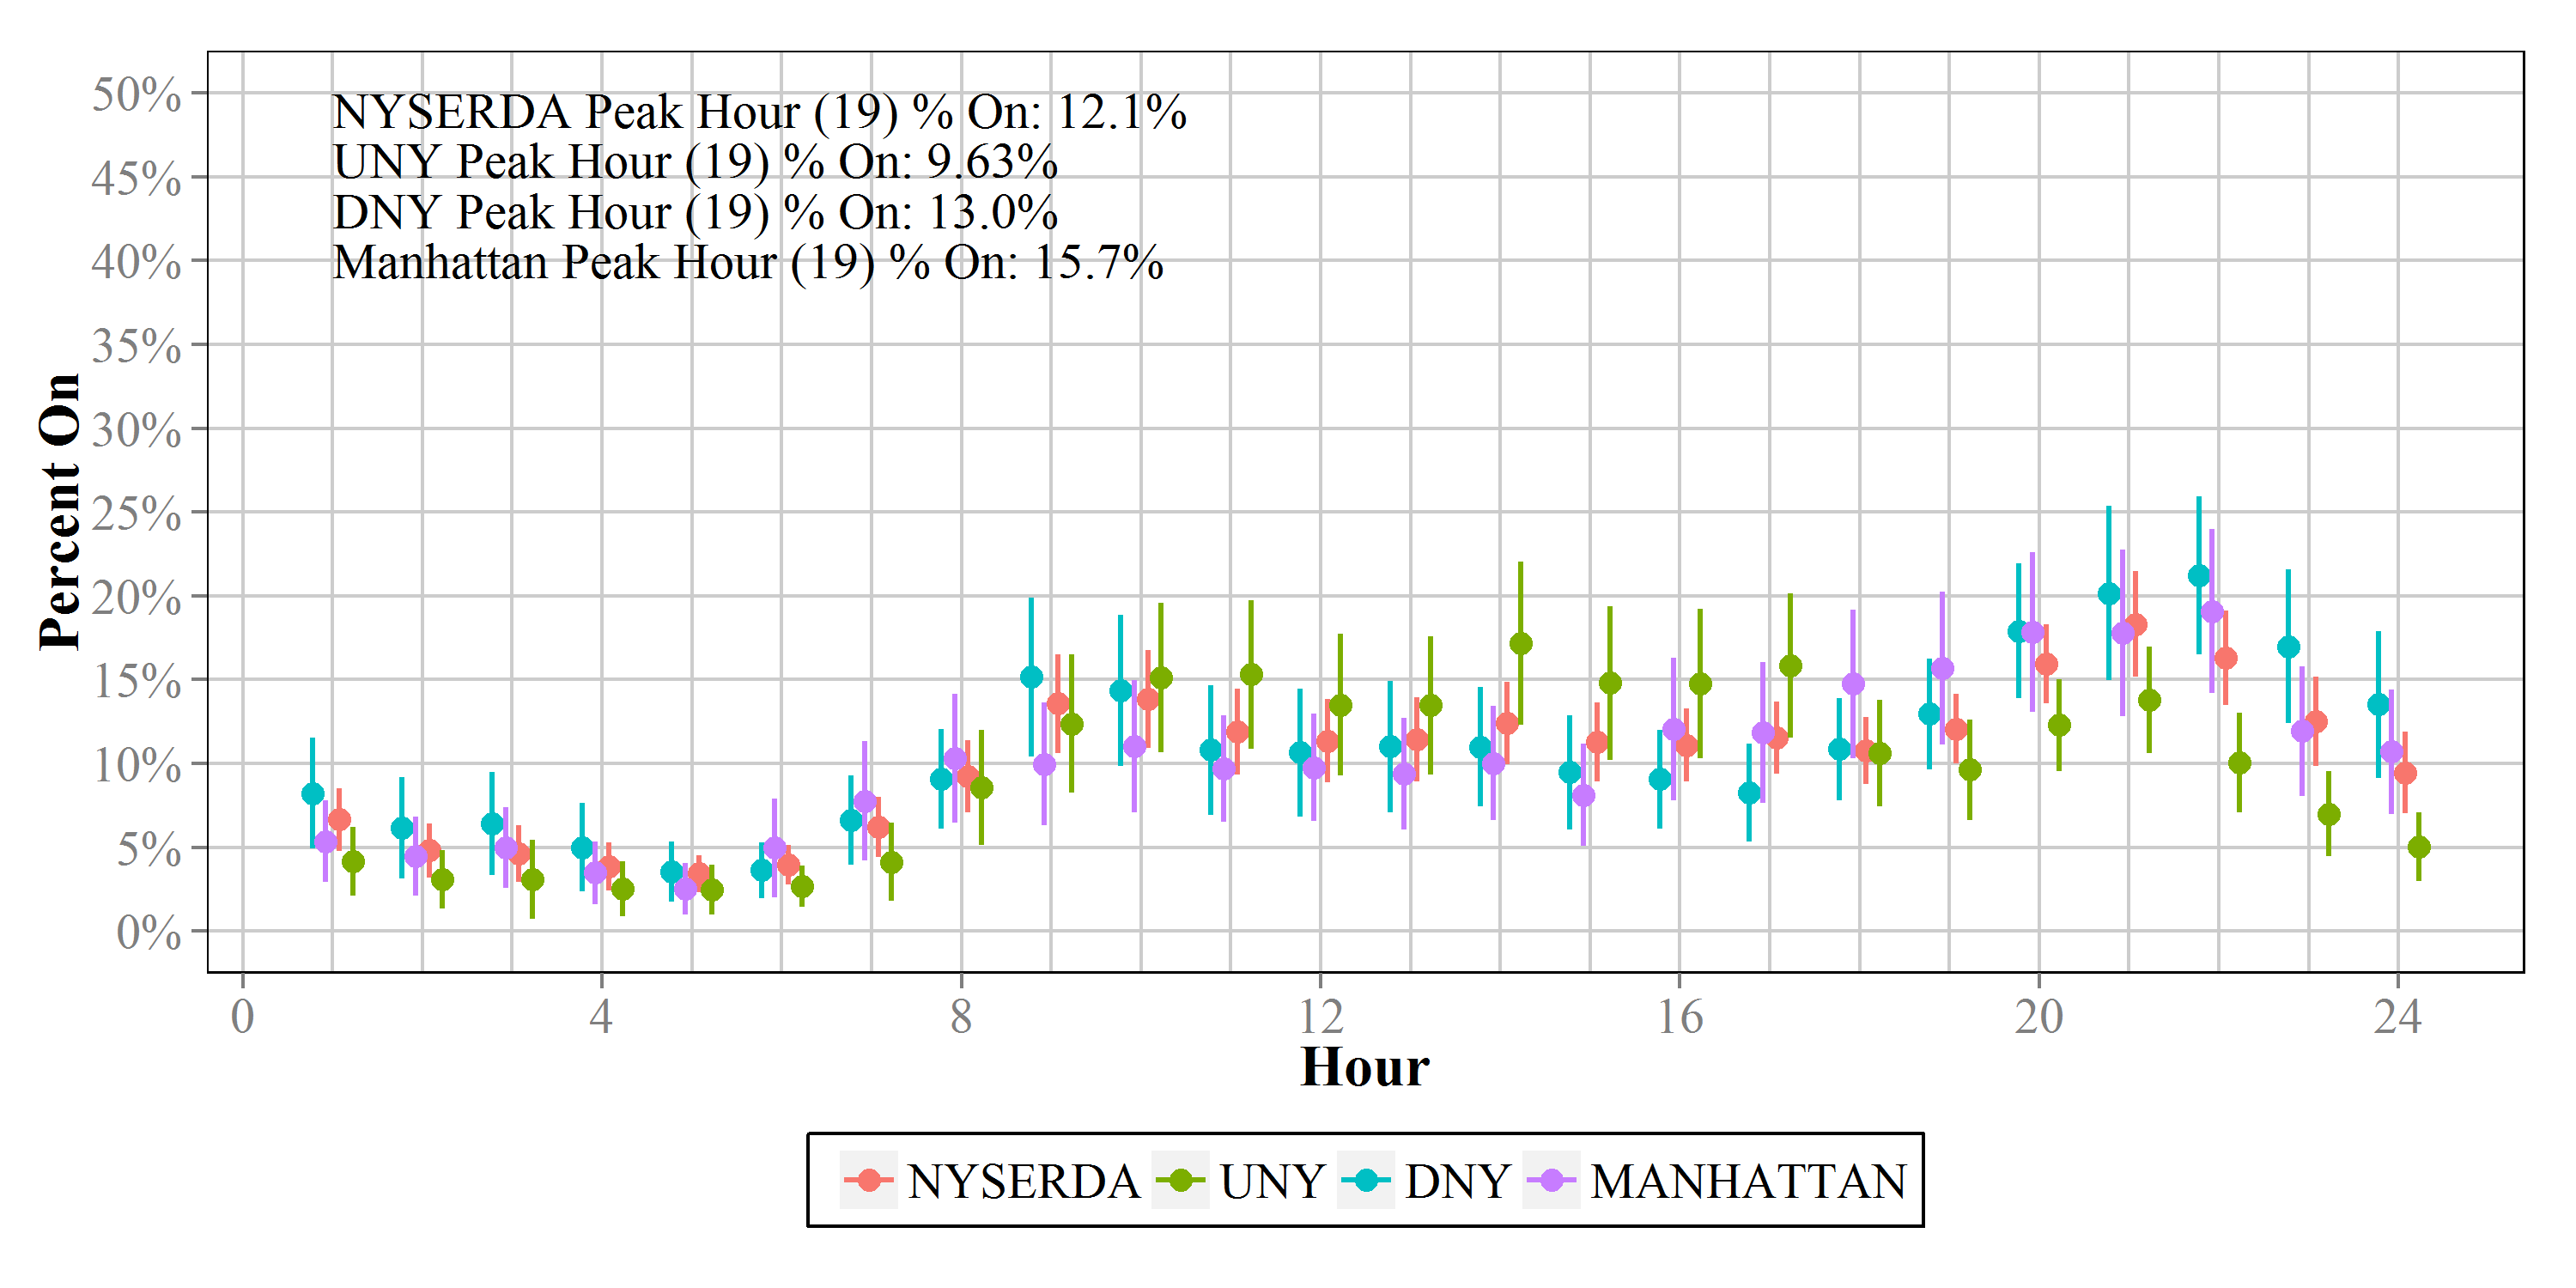 NYSERDA Peak Hour (19) % On: 12.1%
UNY Peak Hour (19) % On: 9.63%
DNY Peak Hour (19) % On: 13.0%
Manhattan Peak Hour (19) % On: 15.7%
50%
45%
40%
35%
30%
25%
20%
15%
10%
5%
0%
Percent On
0 4 8 12 16 20 24
Hour
NYSERDA UNY DNY MANHATTAN